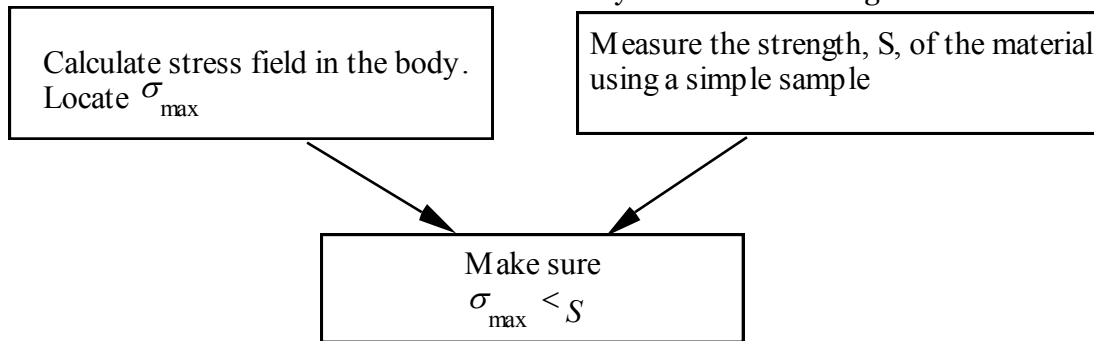 Calculate stress field in the body.
Locate σmax
Measure the strength, S, of the material
using a simple sample
Make sure
σmax < S